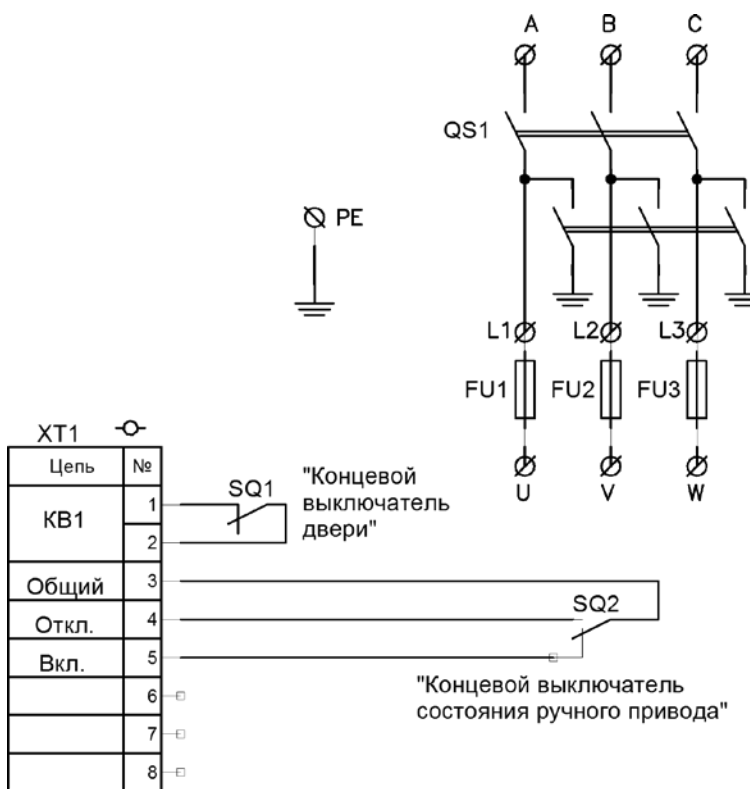 A B C
QS1
PE
L1 L2 L3
FU1 FU2 FU3
U V W
XT1
Цепь №
КВ1 1
2
SQ1
"Концевой
выключатель
двери"
Общий 3
Откл. 4
Вкл. 5
6
7
8
SQ2
"Концевой выключатель
состояния ручного привода"